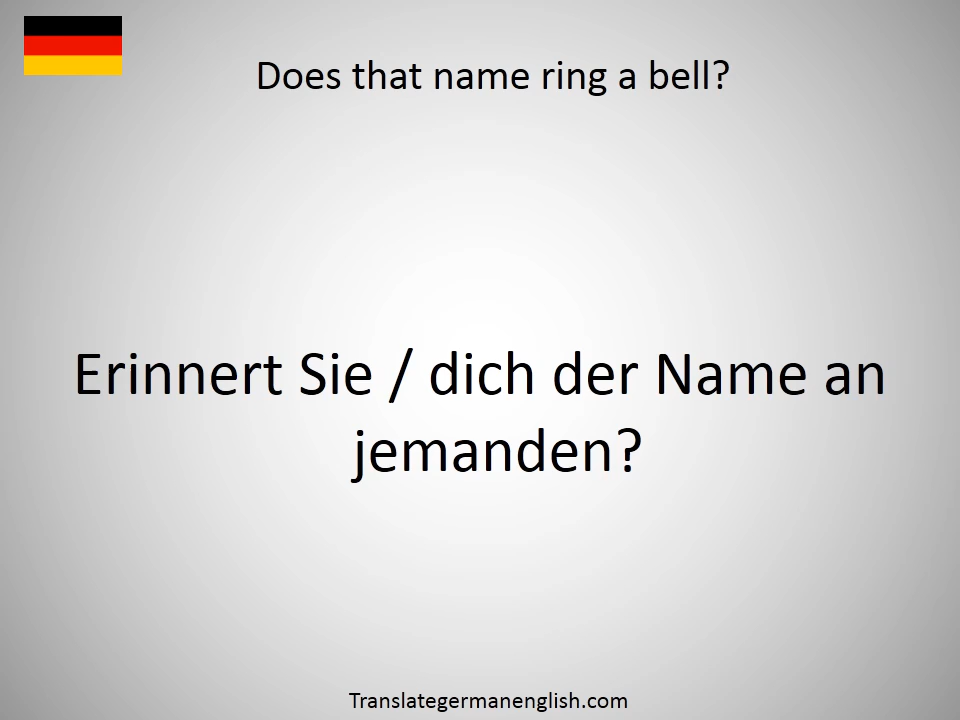 Does that name ring a bell?
Erinnert Sie / dich der Name an
jemanden?
Translategermanenglish.com